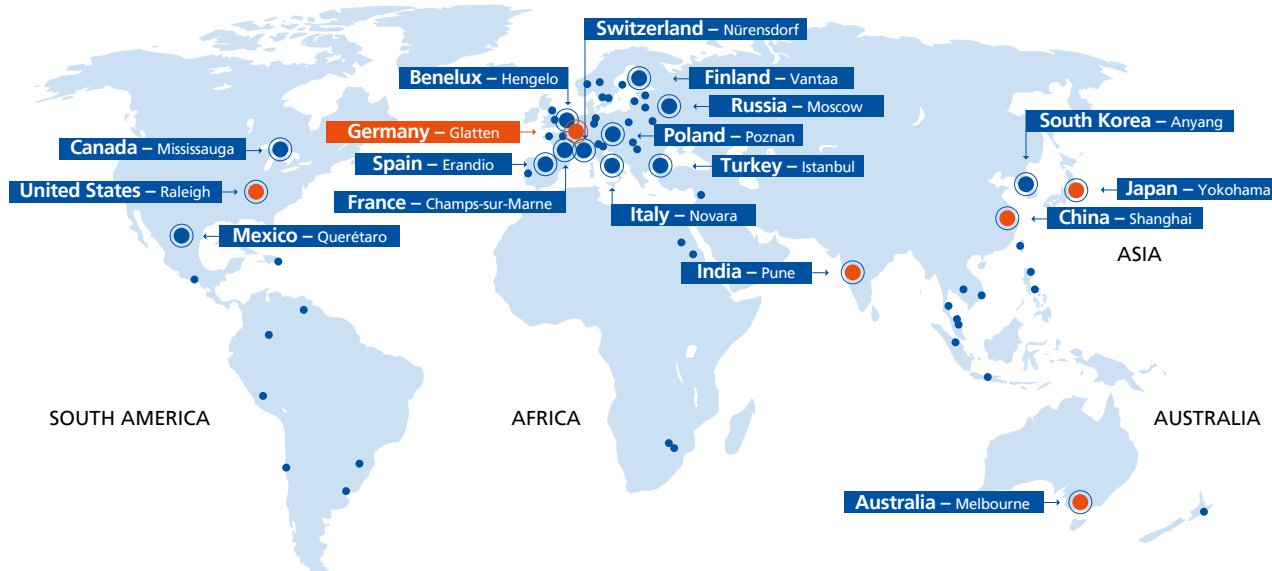 Switzerland – Nürensdorf
Benelux – Hengelo
Finland – Vantaa
Russia – Moscow
South Korea – Anyang
Germany – Glatten
Poland – Poznan
Canada – Mississauga
Spain – Erandio
Turkey – Istanbul
United States – Raleigh
Japan – Yokohama
France – Champs-sur-Marne
Italy – Novara
China – Shanghai
Mexico – Querétaro
ASIA
India – Pune
SOUTH AMERICA
AFRICA
AUSTRALIA
Australia – Melbourne